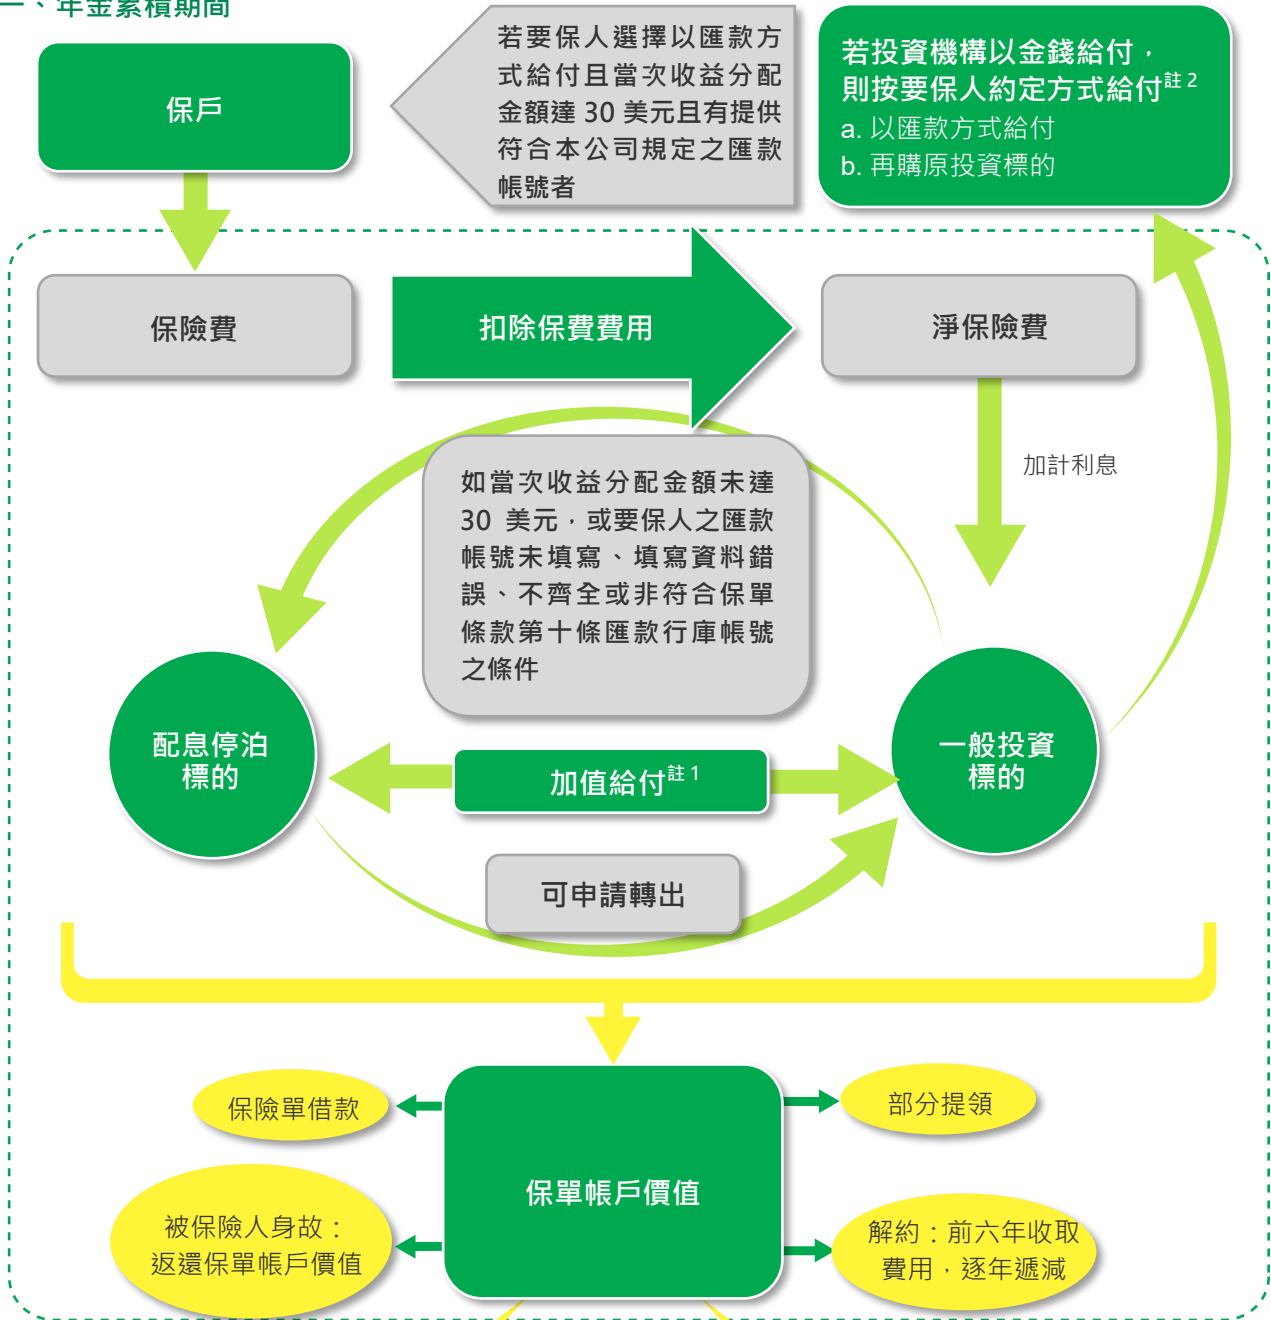 一、年金累積期間
保戶
若要保人選擇以匯款方
式給付且當次收益分配
金額達 30 美元且有提供
符合本公司規定之匯款
帳號者
若投資機構以金錢給付，
則按要保人約定方式給付註 2
a. 以匯款方式給付
b. 再購原投資標的
保險費
扣除保費費用
淨保險費
加計利息
如當次收益分配金額未達
30 美元，或要保人之匯款
帳號未填寫、填寫資料錯
誤、不齊全或非符合保單
條款第十條匯款行庫帳號
之條件
配息停泊
標的
加值給付註 1
一般投資
標的
可申請轉出
保險單借款
部分提領
保單帳戶價值
被保險人身故：
返還保單帳戶價值
解約：前六年收取
費用，逐年遞減